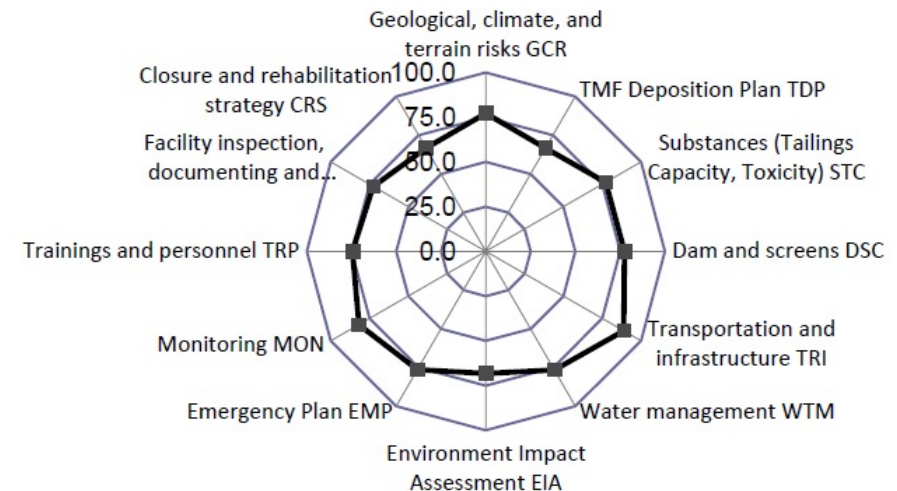 Geological, climate, and
terrain risks GCR
TMF Deposition Plan TDP
Substances (Tailings
Capacity, Toxicity) STC
Dam and screens DSC
Transportation and
infrastructure TRI
Water management WTM
Environment Impact
Assessment EIA
Emergency Plan EMP
Monitoring MON
Trainings and personnel TRP
Facility inspection,
documenting and...
Closure and rehabilitation
strategy CRS
100.0
75.0
50.0
25.0
0.0